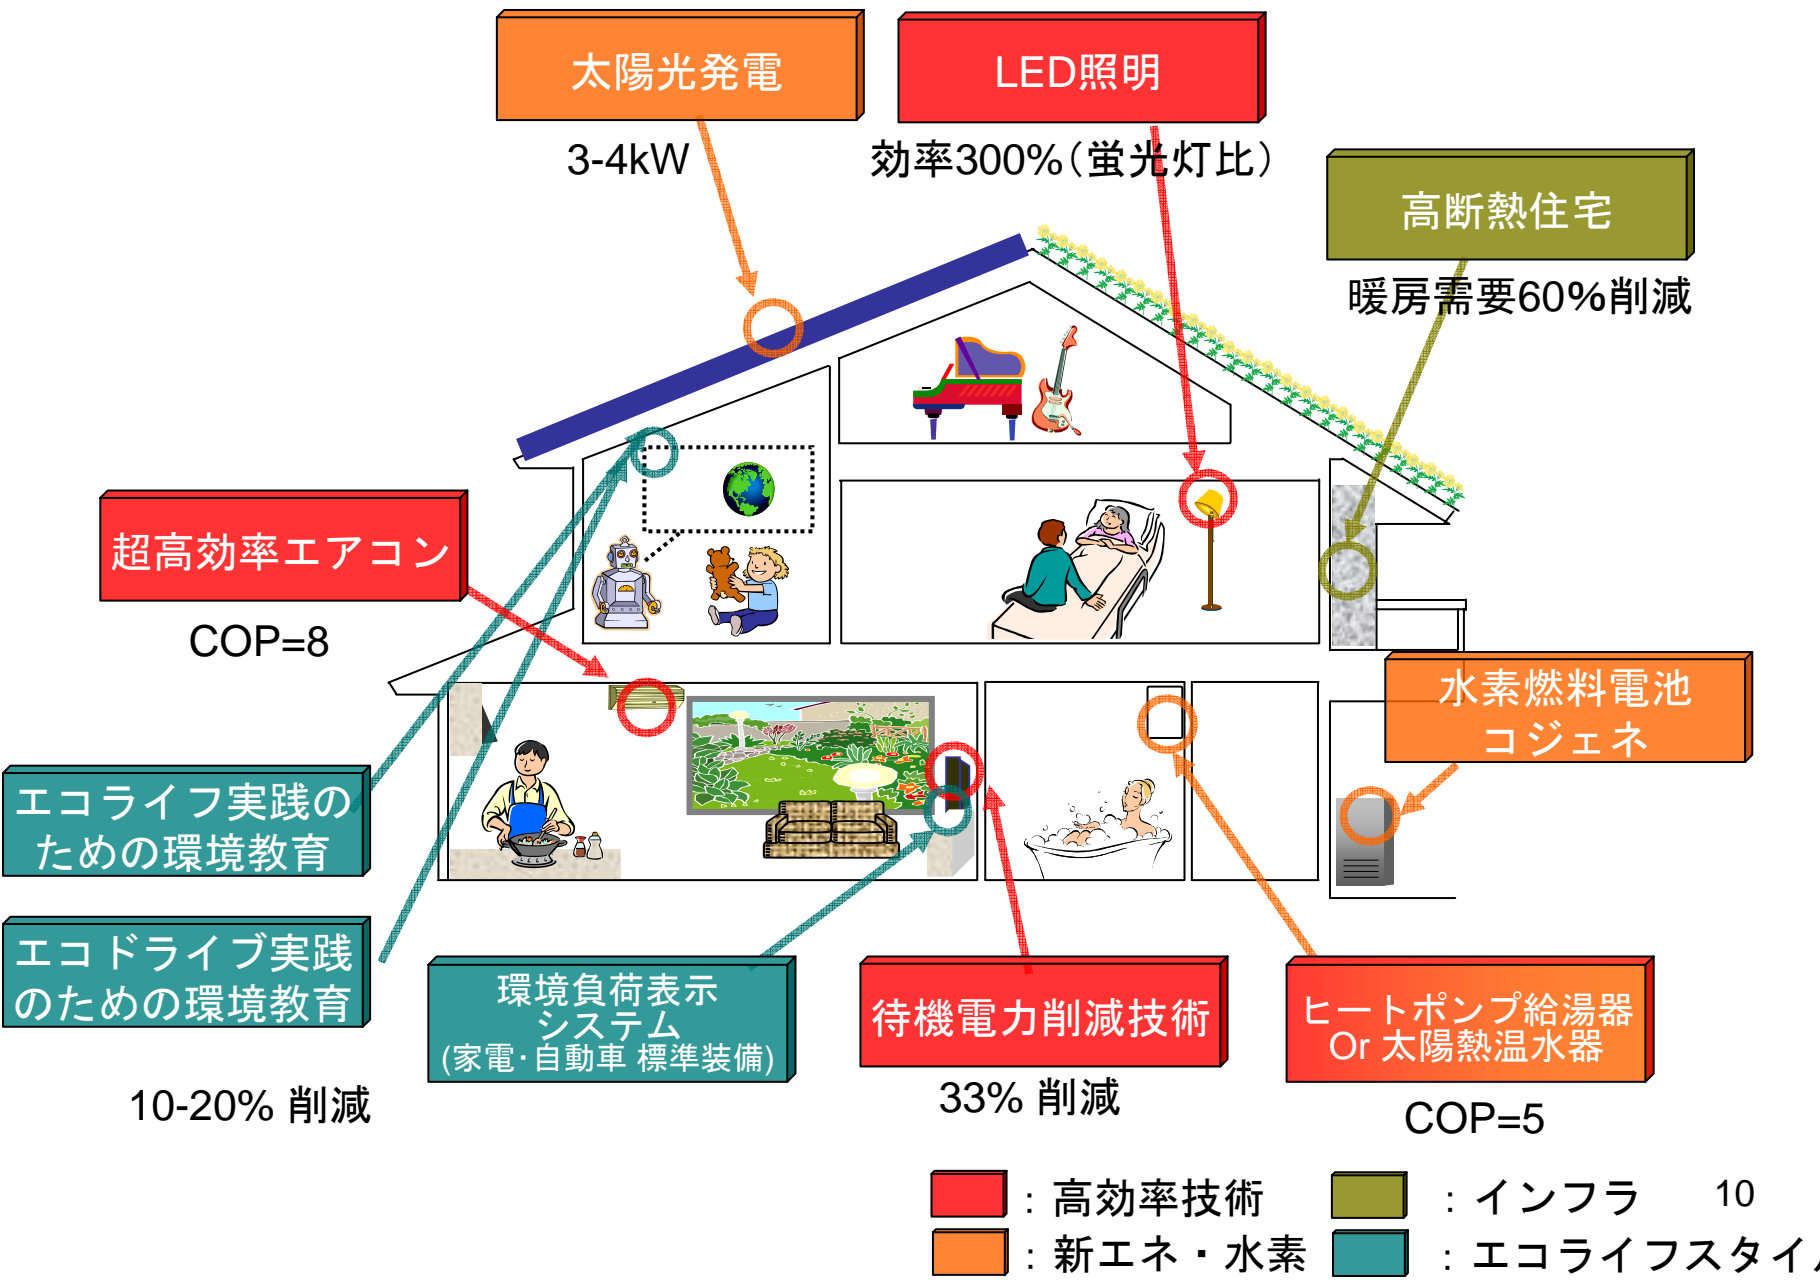 太陽光発電
LED照明
3-4kW
効率300%（蛍光灯比）
高断熱住宅
暖房需要60%削減
超高効率エアコン
COP=8
水素燃料電池
コジェネ
エコライフ実践の
ための環境教育
エコドライブ実践
のための環境教育
10-20% 削減
環境負荷表示
システム
(家電･自動車 標準装備)
待機電力削減技術
33% 削減
ヒートポンプ給湯器
Or 太陽熱温水器
COP=5
：高効率技術
：インフラ
10
：新エネ・水素
：エコライフスタイル